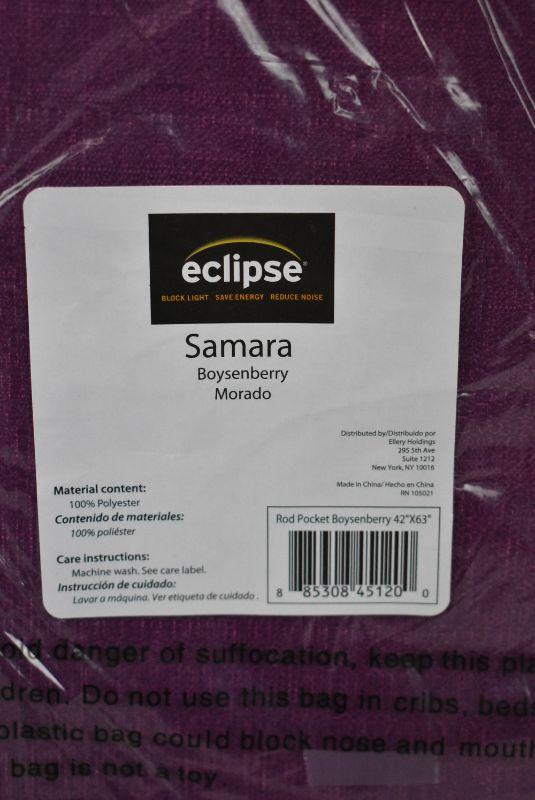 eclipse®
BLOCK LIGHT SAVE ENERGY REDUCE NOISE
Samara
Boysenberry
Morado
Distributed by/Distribuido por
Ellery Holdings
295 5th Ave
Suite 1212
New York, NY 10016
Made in China/ Hecho en China
RN 105021
Material content:
100% Polyester
Contenido de materiales:
100% poliéster
Care instructions:
Machine wash. See care label.
Instrucción de cuidado:
Lavar a máquina. Ver etiqueta de cuidado .
Rod Pocket Boysenberry 42"X63"
8 85308 45120 0
danger of suffocation, keep this
Do not use this bag in cribs,
plastic bag could block nose and mouth
bag is not a toy.